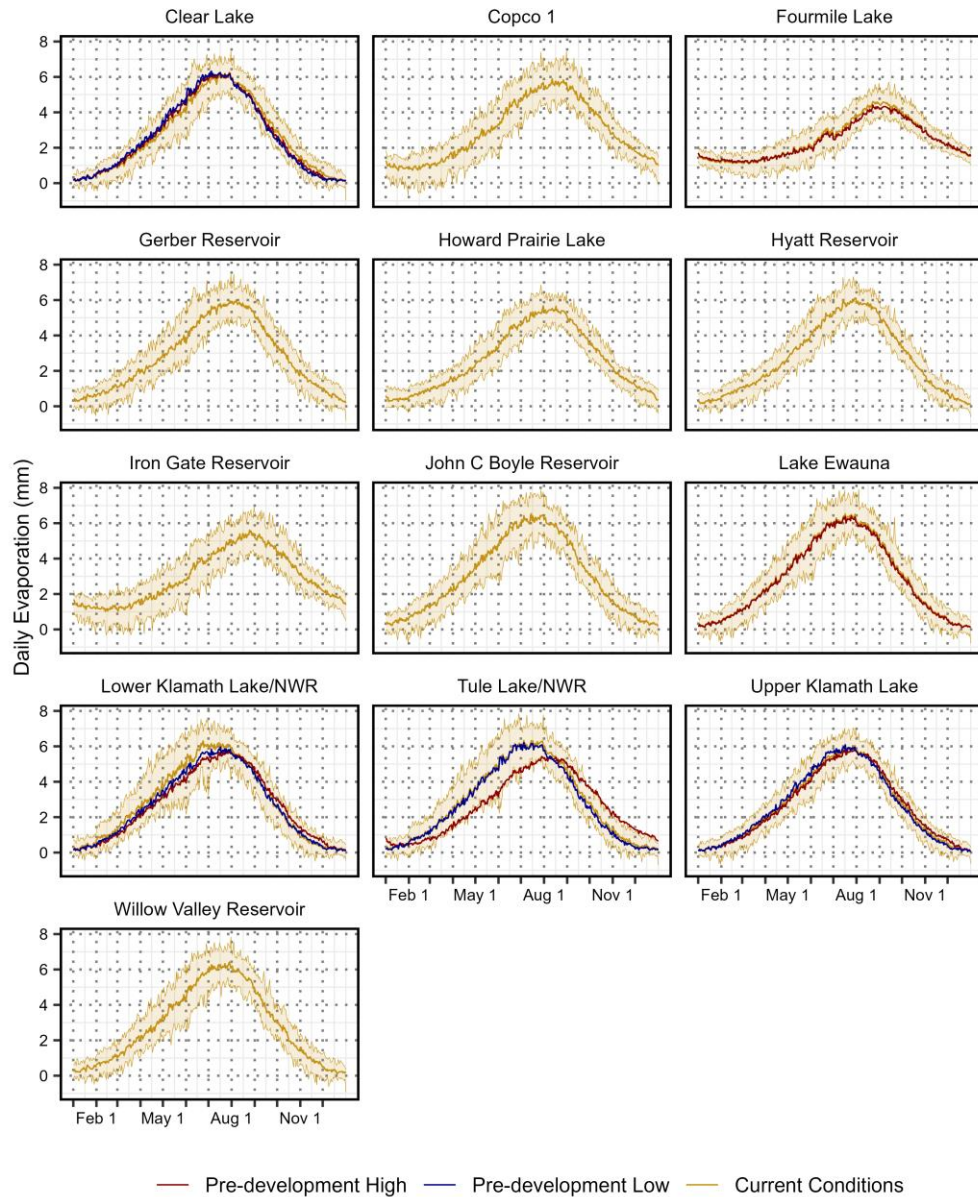 Clear Lake Copco 1 Fourmile Lake
8
6
4
2
0
Gerber Reservoir Howard Prairie Lake Hyatt Reservoir
8
6
4
2
0
Iron Gate Reservoir John C Boyle Reservoir Lake Ewauna
8
6
4
2
0
Daily Evaporation (mm)
Lower Klamath Lake/NWR Tule Lake/NWR Upper Klamath Lake
8
6
4
2
0
Feb 1 May 1 Aug 1 Nov 1 Feb 1 May 1 Aug 1 Nov 1
Willow Valley Reservoir
8
6
4
2
0
Feb 1 May 1 Aug 1 Nov 1
Pre-development High Pre-development Low Current Conditions